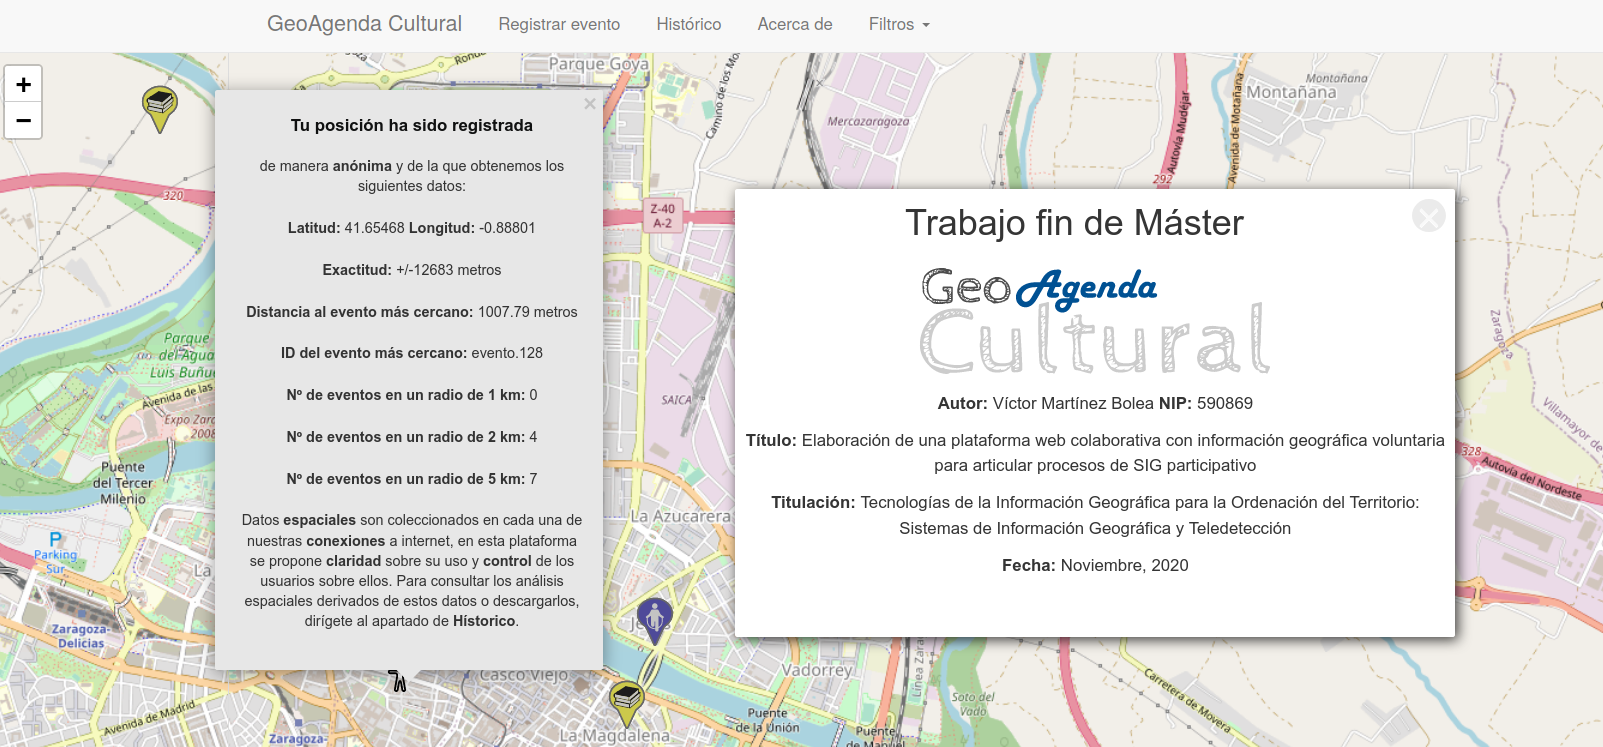 GeoAgenda Cultural
Registrar evento
Histórico
Acerca de
Filtros
+
−
×
Tu posición ha sido registrada
de manera anónima y de la que obtenemos los
siguientes datos:
Latitud: 41.65468 Longitud: -0.88801
Exactitud: +/-12683 metros
Distancia al evento más cercano: 1007.79 metros
ID del evento más cercano: evento.128
Nº de eventos en un radio de 1 km: 0
Nº de eventos en un radio de 2 km: 4
Nº de eventos en un radio de 5 km: 7
Datos espaciales son coleccionados en cada una de
nuestras conexiones a internet, en esta plataforma
se propone claridad sobre su uso y control de los
usuarios sobre ellos. Para consultar los análisis
espaciales derivados de estos datos o descargarlos,
dirígete al apartado de Hístorico.
Trabajo fin de Máster
Geo Agenda
Cultural
Autor: Víctor Martínez Bolea NIP: 590869
Título: Elaboración de una plataforma web colaborativa con información geográfica voluntaria
para articular procesos de SIG participativo
Titulación: Tecnologías de la Información Geográfica para la Ordenación del Territorio:
Sistemas de Información Geográfica y Teledetección
Fecha: Noviembre, 2020
Parque Goya
Camino de los
Mercazaragoza
Autovía Mudéjar
Avenida de Motañana
Montañana
Montañana
292
320
Z-40
A-2
Parque
del Agua
Luis Buñue
Avenida de las
Expo Zara
2008
Puente
del Tercer
Milenio
P
Parking
Sur
La
Zaragoza-
Delicias
Avenida de Madrid
Zaragoza-
SAICA
La Azucarera
Casco Viejo
La Magdalena
Vadorrey
Puente
de la Unión
Puente
de Manuel
Línea Zara
Soto del
Vado
Carretera de Mover
Zaragoza
Villamayor de
328
Autovía del Nordeste